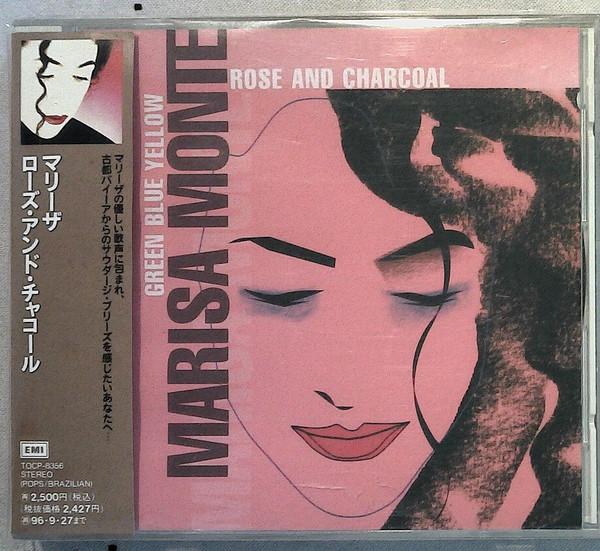 マリーザ
ローズ・アンド・チャコール
マリーザの優しい歌声に包まれ、
古都バイーアからのサウダージ・ブリーズを感じたいあなたへ…
EMI
TOCP-8356
STEREO
(POPS/BRAZILIAN)
2,500円(税込)
(税抜価格 2,427円)
96・9・27まで
GREEN BLUE YELLOW
MARISA MONTE
ROSE AND CHARCOAL